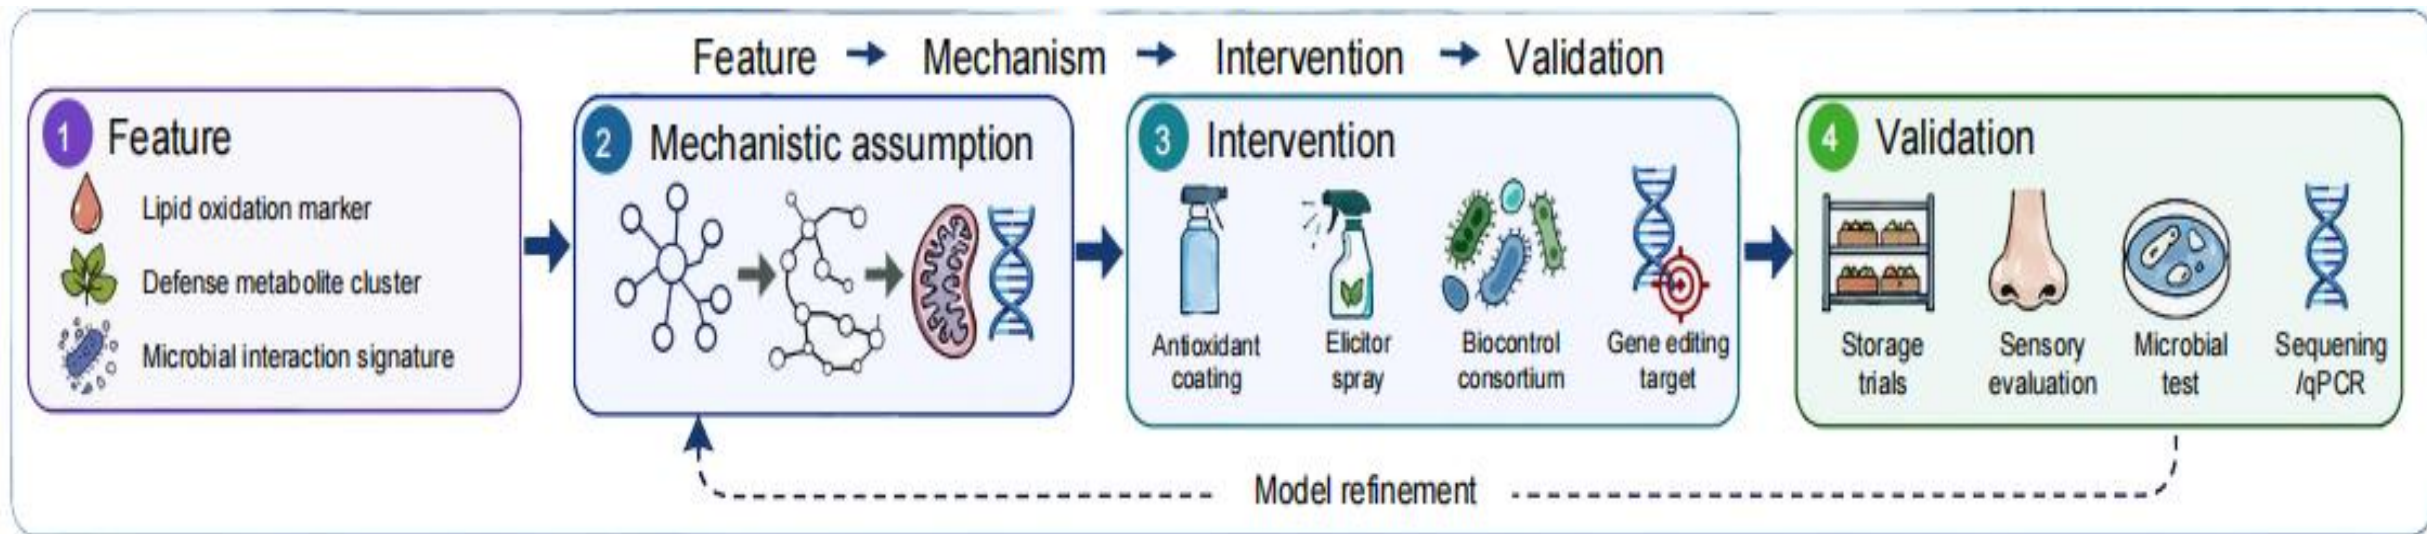 Feature → Mechanism → Intervention → Validation
1 Feature
Lipid oxidation marker
Defense metabolite cluster
Microbial interaction signature
2 Mechanistic assumption
3 Intervention
Antioxidant
coating
Elicitor
spray
Biocontrol
consortium
Gene editing
target
4 Validation
Storage
trials
Sensory
evaluation
Microbial
test
Sequening
/qPCR
Model refinement